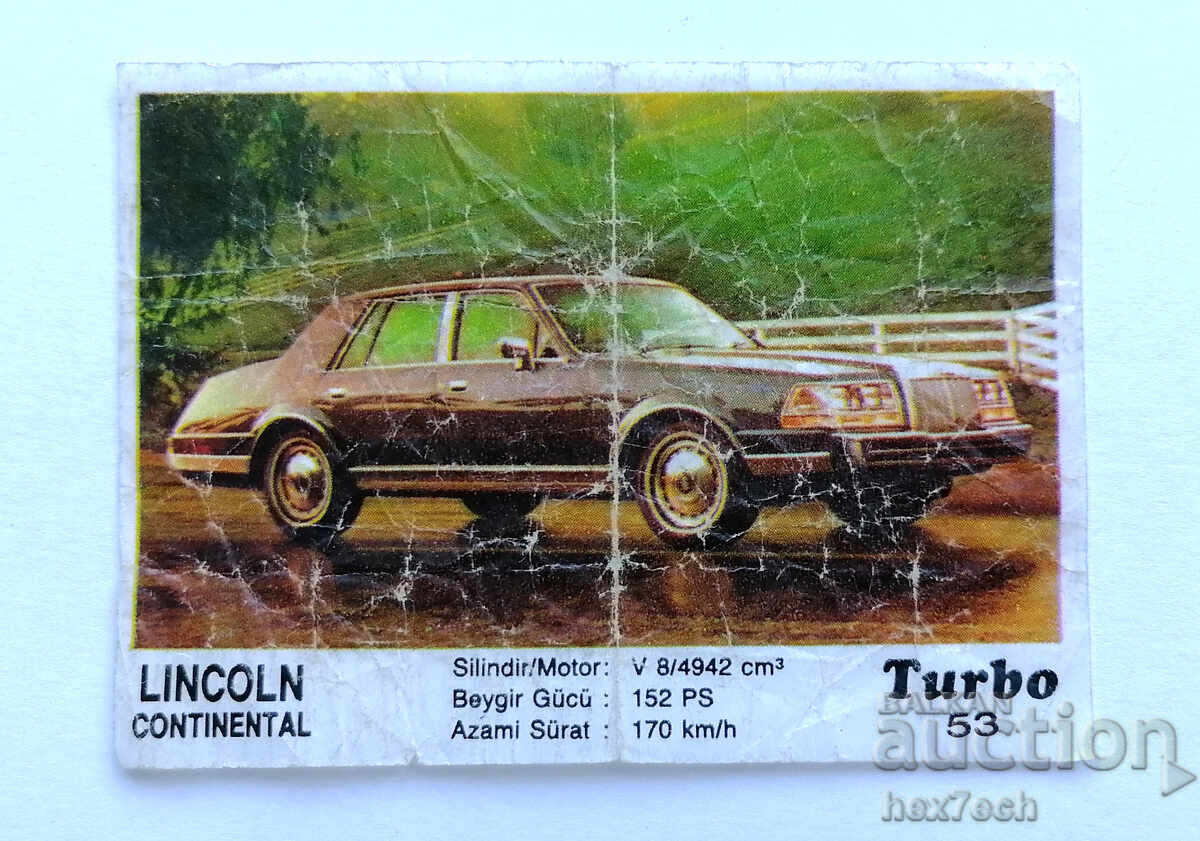 LINCOLN
CONTINENTAL
Silindir/Motor: V 8/4942 cm³
Beygir Gücü : 152 PS
Azami Sürat : 170 km/h
Turbo
53
BALKAN
auction
hex7ech